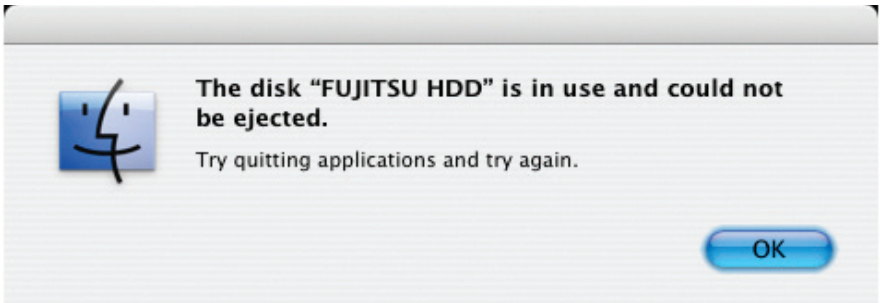 The disk “FUJITSU HDD” is in use and could not
be ejected.
Try quitting applications and try again.
OK